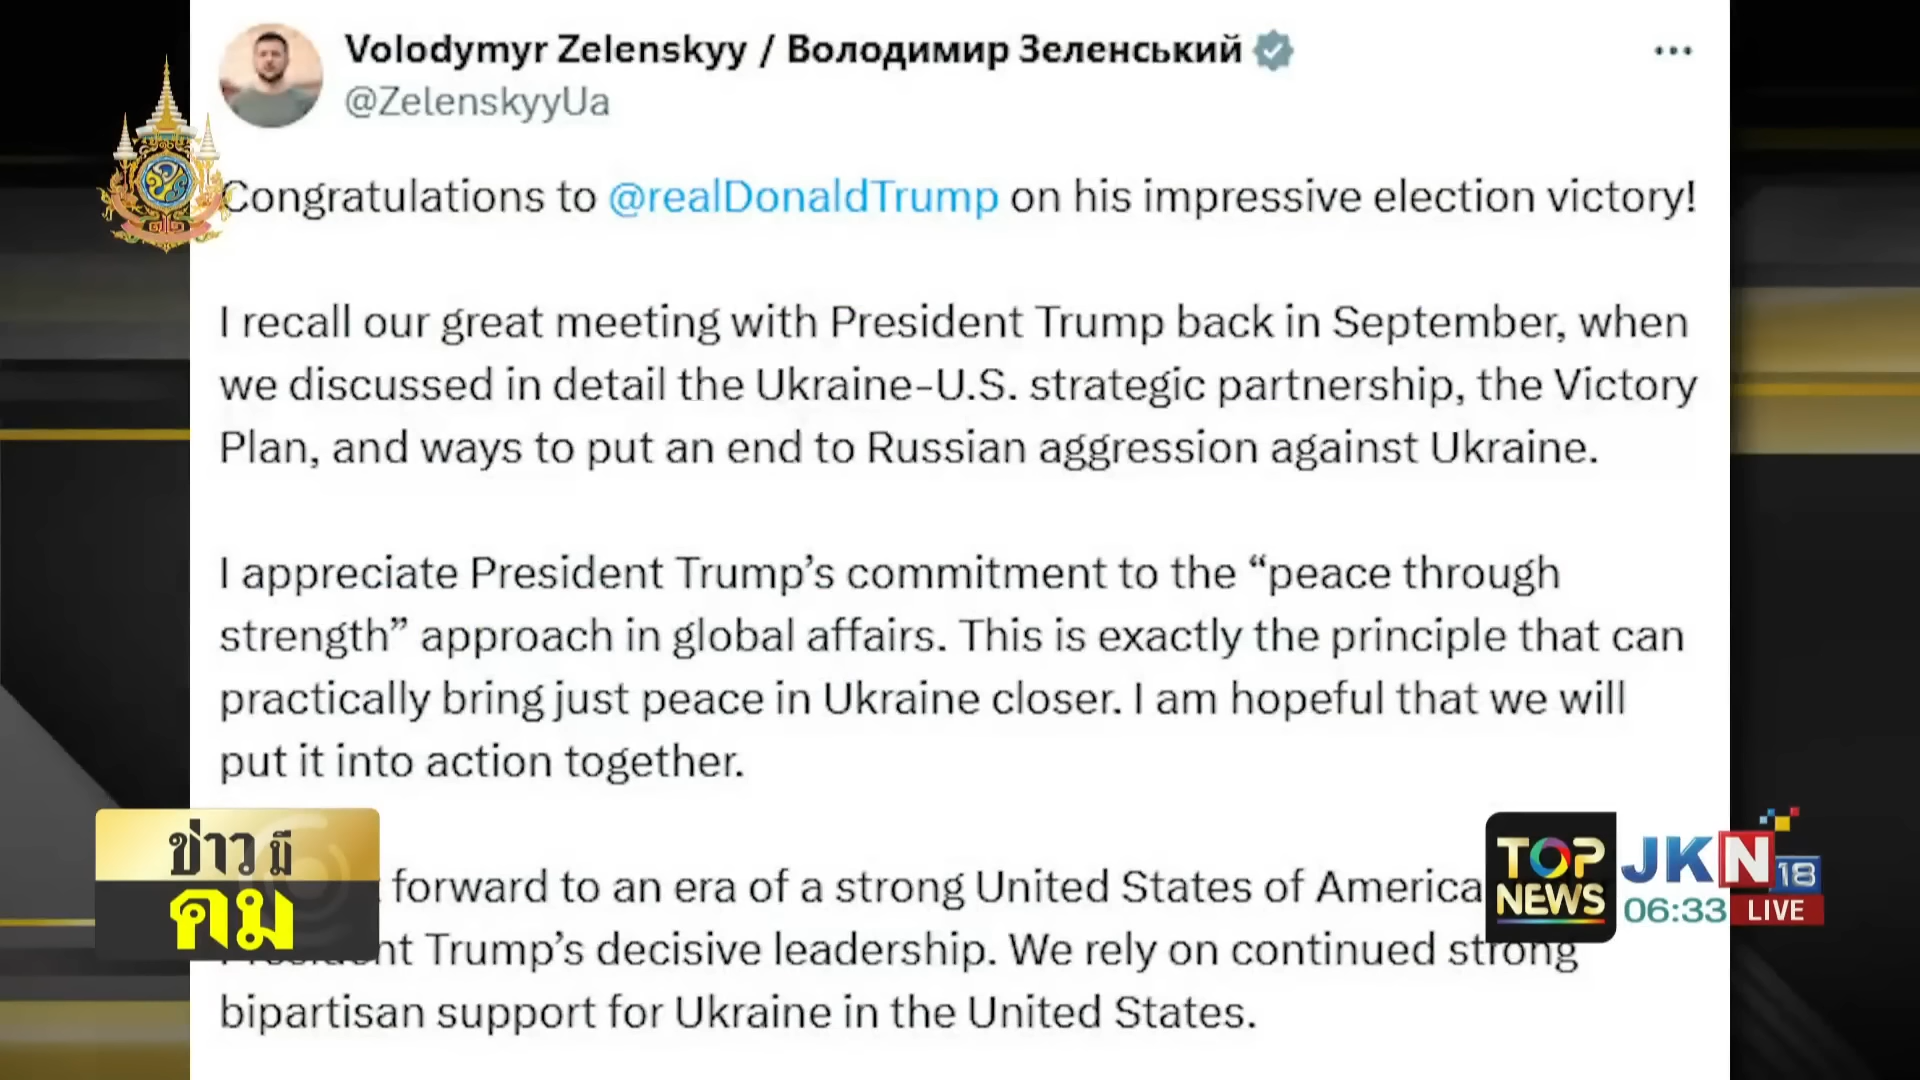 Volodymyr Zelenskyy / Володимир Зеленський
@ZelenskyyUa
Congratulations to @realDonaldTrump on his impressive election victory!
I recall our great meeting with President Trump back in September, when
we discussed in detail the Ukraine–U.S. strategic partnership, the Victory
Plan, and ways to put an end to Russian aggression against Ukraine.
I appreciate President Trump’s commitment to the “peace through
strength” approach in global affairs. This is exactly the principle that can
practically bring just peace in Ukraine closer. I am hopeful that we will
put it into action together.
forward to an era of a strong United States of America
President Trump’s decisive leadership. We rely on continued strong
bipartisan support for Ukraine in the United States.
ข่าวมี
คม
TOP
NEWS
JKN18
06:33 LIVE